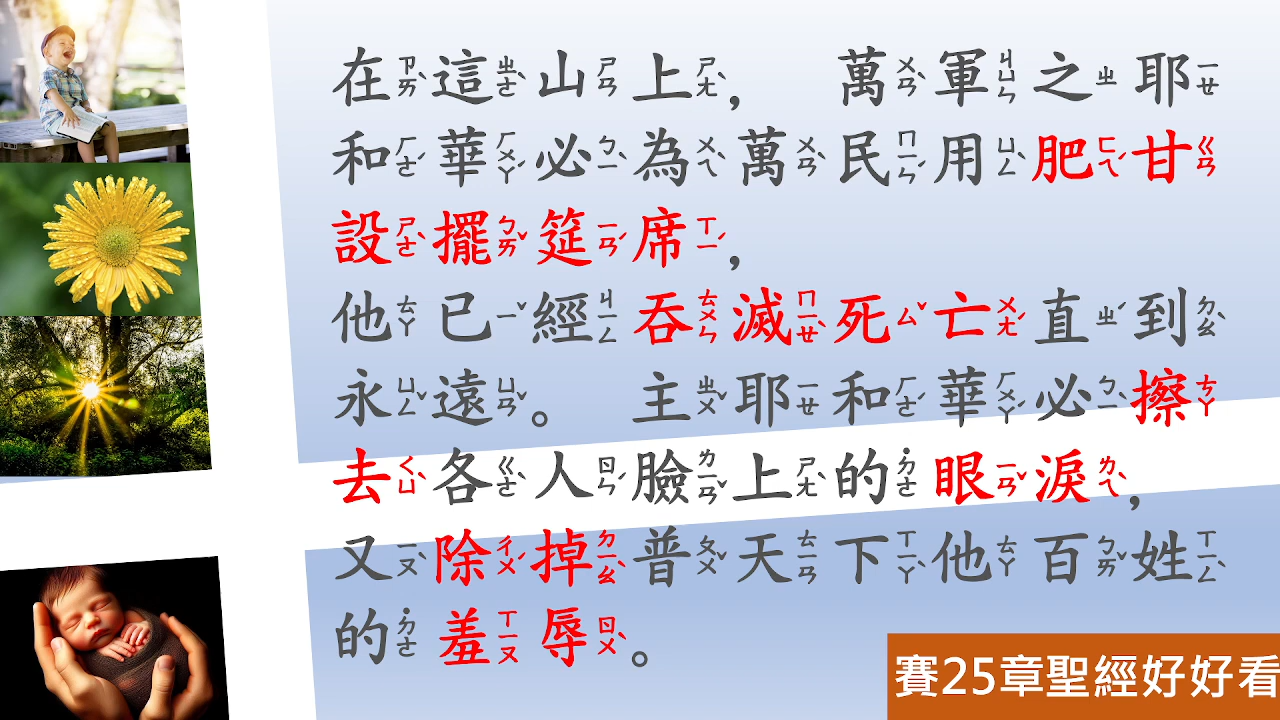 在這山上， 萬軍之耶
和華必為萬民用肥甘
設擺筵席，
他已經吞滅死亡直到
永遠。 主耶和華必擦
去各人臉上的眼淚，
又除掉普天下他百姓
的羞辱。
賽25章聖經好好看